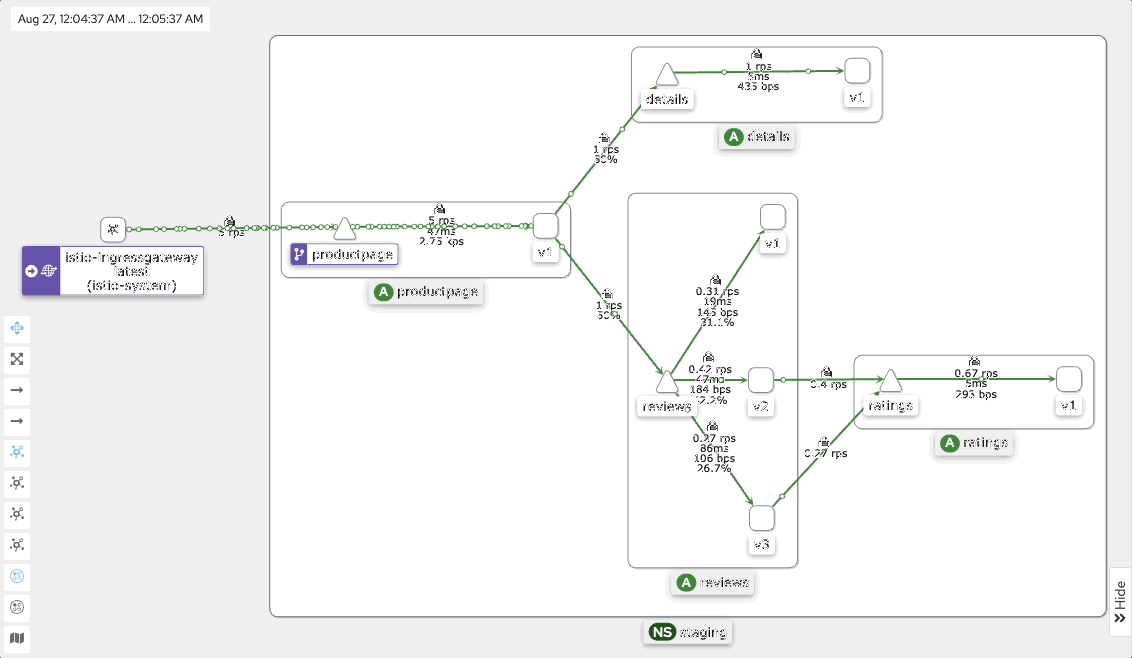 Aug 27, 12:04:37 AM ... 12:05:37 AM
1 rps
5ms
435 bps
details
v1
A details
1 rps
50%
5 rps
5 rps
47ms
2.75 kps
productpage
v1
A productpage
istio-ingressgateway
latest
(istio-system)
1 rps
50%
v1
0.31 rps
19ms
145 bps
31.1%
0.42 rps
47ms
184 bps
42.2%
reviews
v2
0.27 rps
86ms
106 bps
26.7%
v3
A reviews
0.4 rps
0.27 rps
ratings
0.67 rps
5ms
293 bps
v1
A ratings
NS staging
Hide